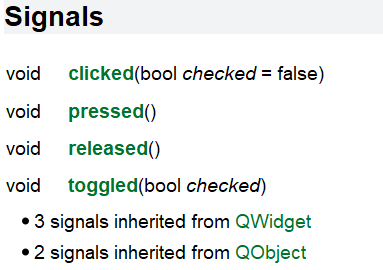 Signals
void clicked(bool checked = false)
void pressed()
void released()
void toggled(bool checked)
• 3 signals inherited from QWidget
• 2 signals inherited from QObject